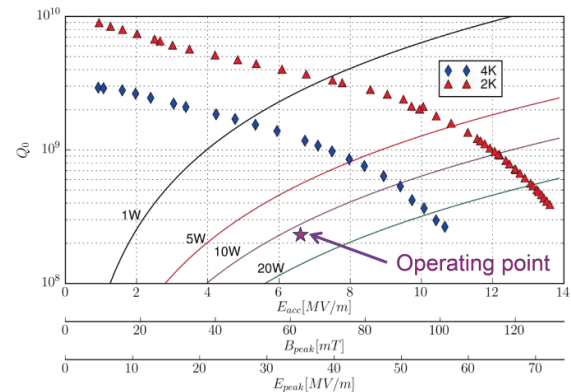 10^10
4K
2K
Q_0
10^9
1W
5W
10W
20W
Operating point
10^8
0 2 4 6 8 10 12 14
E_acc[MV/m]
0 20 40 60 80 100 120
B_peak[mT]
0 10 20 30 40 50 60 70
E_peak[MV/m]